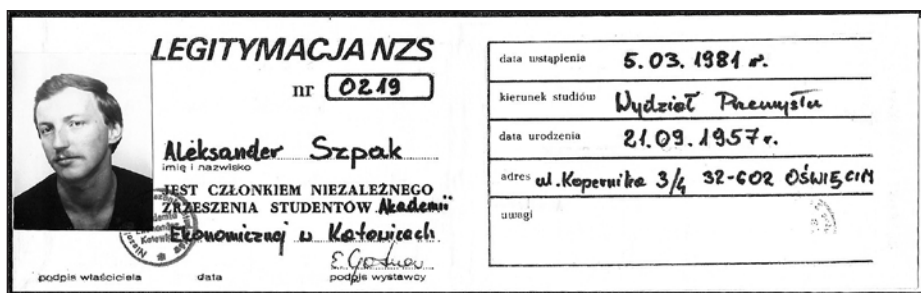 LEGITYMACJA NZS
nr 0219
Aleksander Szpak
imię i nazwisko
JEST CZŁONKIEM NIEZALEŻNEGO
ZRZESZENIA STUDENTÓW Akademii
Ekonomicznej w Katowicach
podpis właściciela data podpis wystawcy
data wstąpienia 5.03.1981 r.
kierunek studiów Wydział Przemysłu
data urodzenia 21.09.1957 r.
adres ul. Kopernika 3/4 32-602 OŚWIĘCIM
uwagi